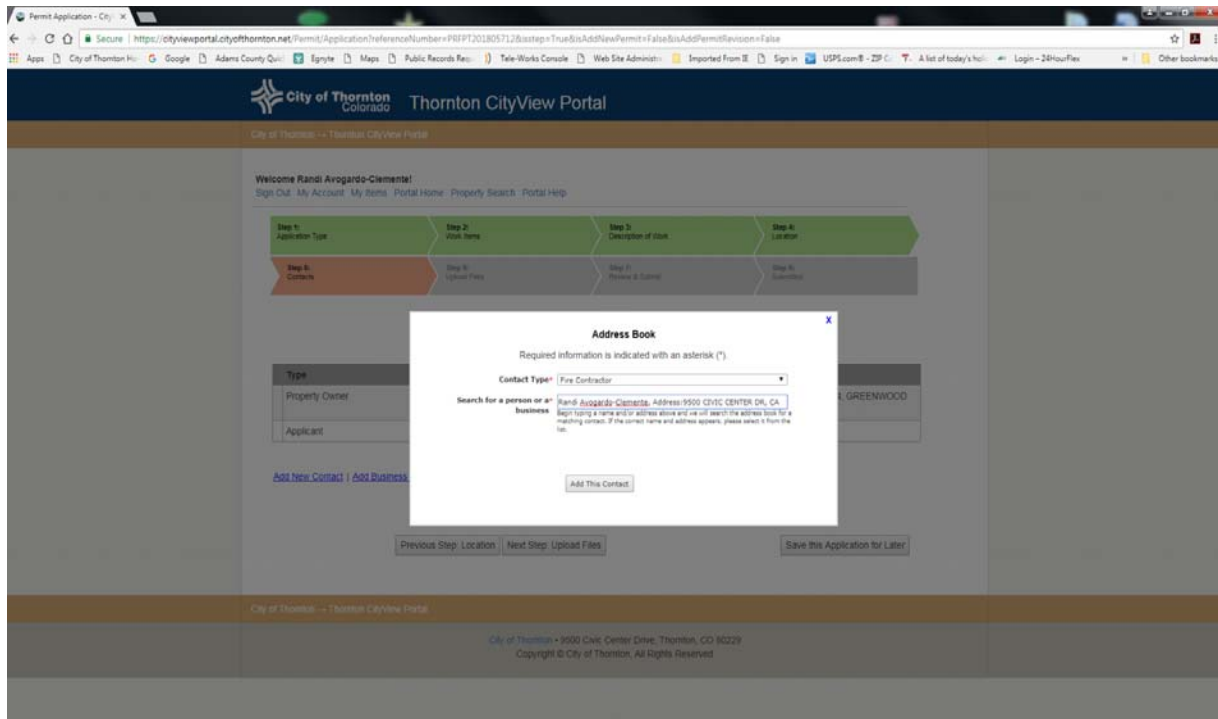 Permit Application - City
Secure | https://cityviewportal.cityofthornton.net/Permit/Application?referenceNumber=PRFPT201805712&sstep=True&isAddNewPermit=False&isAddPermitRevision=False
Apps City of Thornton Google Adams County Egnyte Maps Public Records Req Tele-Works Console Web Site Administr Imported From IE Sign in USPS.com® - ZIP C A list of today's holi Login - 24HourFlex Other bookmarks
City of Thornton
Colorado
Thornton CityView Portal
City of Thornton → Thornton CityView Portal
Welcome Randi Avogardo-Clemente!
Sign Out My Account My Items Portal Home Property Search Portal Help
Step 1: Step 2: Step 3: Step 4:
Application Type Work Items Description of Work Location
Step 5: Step 6: Step 7: Step 8:
Contacts Upload Files Review & Submit Submitted
X
Address Book
Required information is indicated with an asterisk (*).
Contact Type* Fire Contractor
Search for a person or a* business Randi Avogardo-Clemente, Address:9500 CIVIC CENTER DR, CA
Begin typing a name and/or address above and we will search the address book for a
matching contact. If the correct name and address appears, please select it from the
list.
Type
Property Owner GREENWOOD
Applicant
Add New Contact | Add Business
Add This Contact
Previous Step: Location Next Step: Upload Files Save this Application for Later
City of Thornton → Thornton CityView Portal
City of Thornton • 9500 Civic Center Drive, Thornton, CO 80229
Copyright © City of Thornton, All Rights Reserved